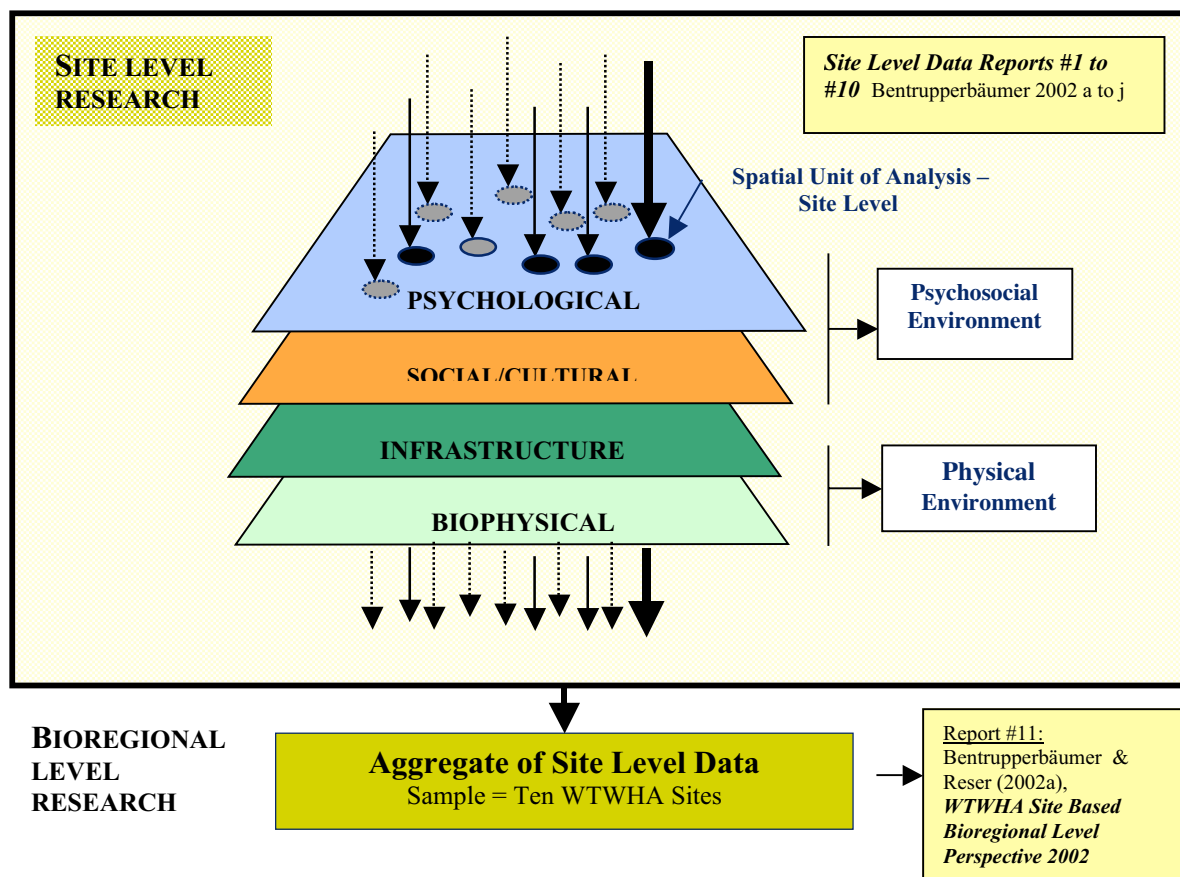 SITE LEVEL
RESEARCH
Site Level Data Reports #1 to
#10 Bentrupperbäumer 2002 a to j
Spatial Unit of Analysis –
Site Level
PSYCHOLOGICAL
Psychosocial
Environment
SOCIAL/CULTURAL
INFRASTRUCTURE
Physical
Environment
BIOPHYSICAL
BIOREGIONAL
LEVEL
RESEARCH
Aggregate of Site Level Data
Sample = Ten WTWHA Sites
Report #11:
Bentrupperbäumer &
Reser (2002a),
WTWHA Site Based
Bioregional Level
Perspective 2002